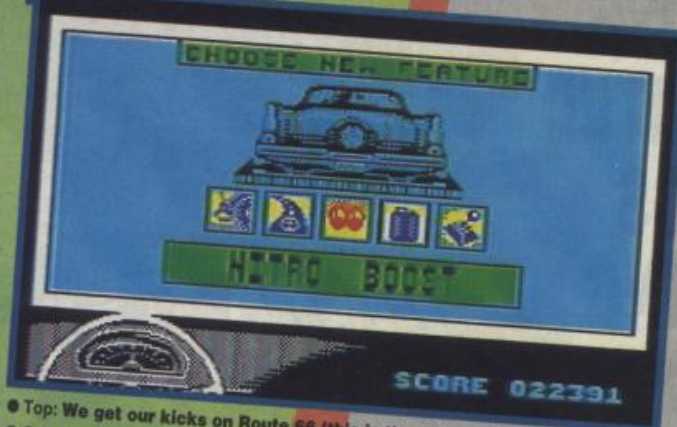 CHOOSE NEW FEATURE
NITRO BOOST
SCORE 022391
● Top: We get our kicks on Route 66